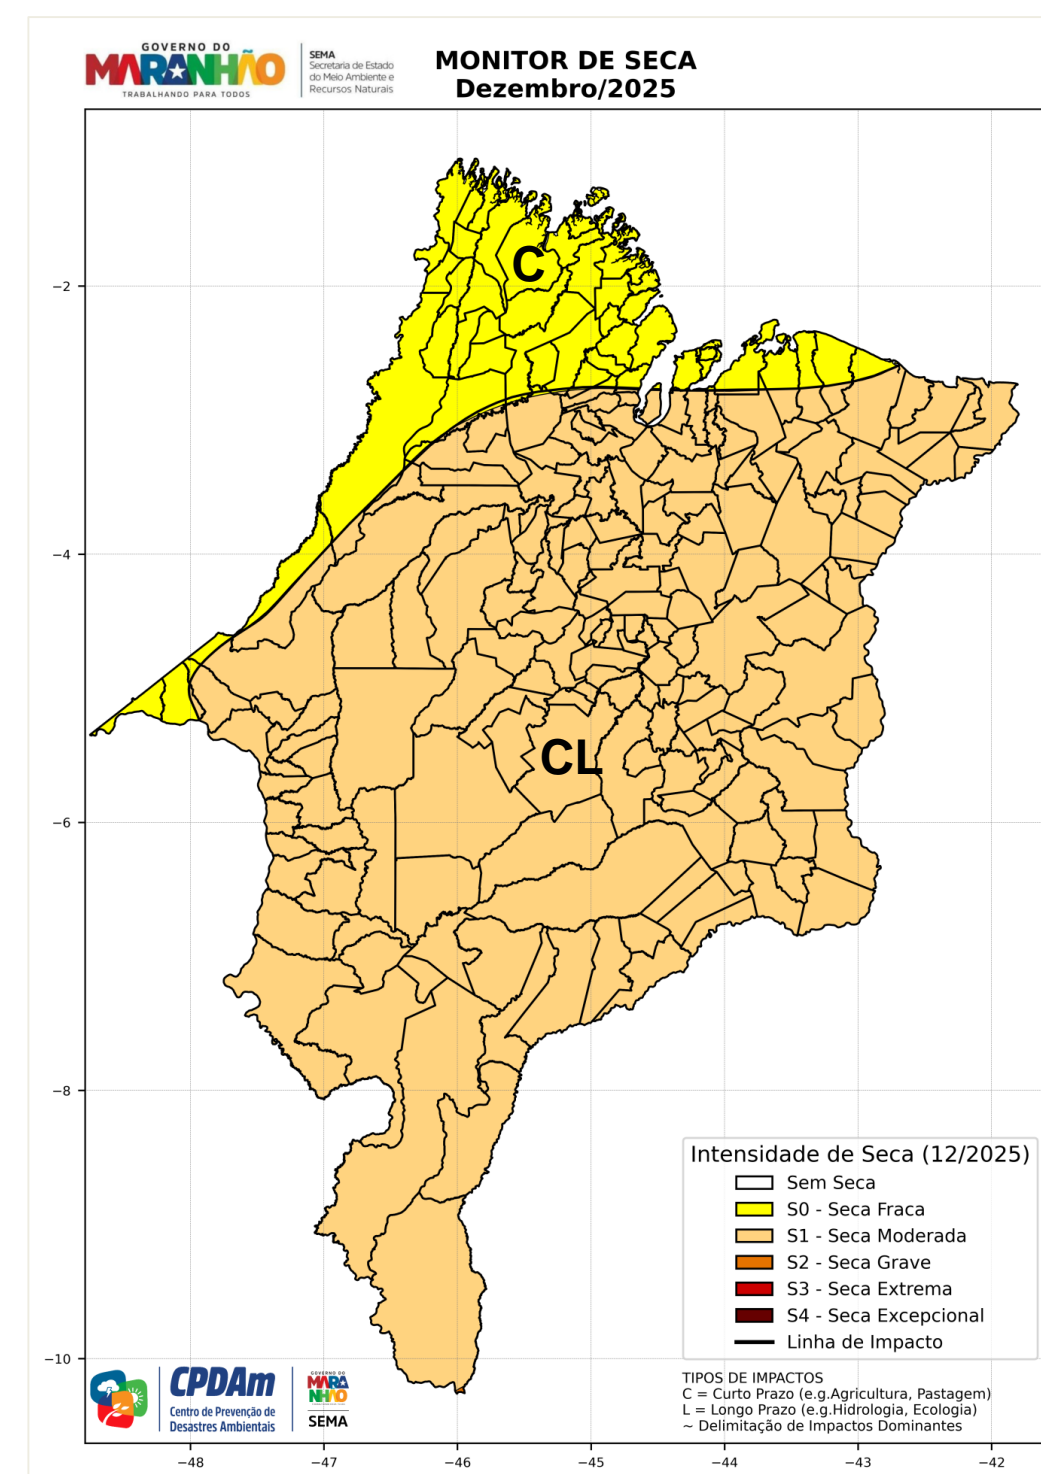 GOVERNO DO
MARANHÃO
TRABALHANDO PARA TODOS
SEMA
Secretaria de Estado
do Meio Ambiente e
Recursos Naturais
MONITOR DE SECA
Dezembro/2025
C
CL
−2
−4
−6
−8
−10
−48
−47
−46
−45
−44
−43
−42
Intensidade de Seca (12/2025)
Sem Seca
S0 - Seca Fraca
S1 - Seca Moderada
S2 - Seca Grave
S3 - Seca Extrema
S4 - Seca Excepcional
Linha de Impacto
TIPOS DE IMPACTOS
C = Curto Prazo (e.g.Agricultura, Pastagem)
L = Longo Prazo (e.g.Hidrologia, Ecologia)
~ Delimitação de Impactos Dominantes
CPDAm
Centro de Prevenção de
Desastres Ambientais
GOVERNO DO
MARANHÃO
SEMA